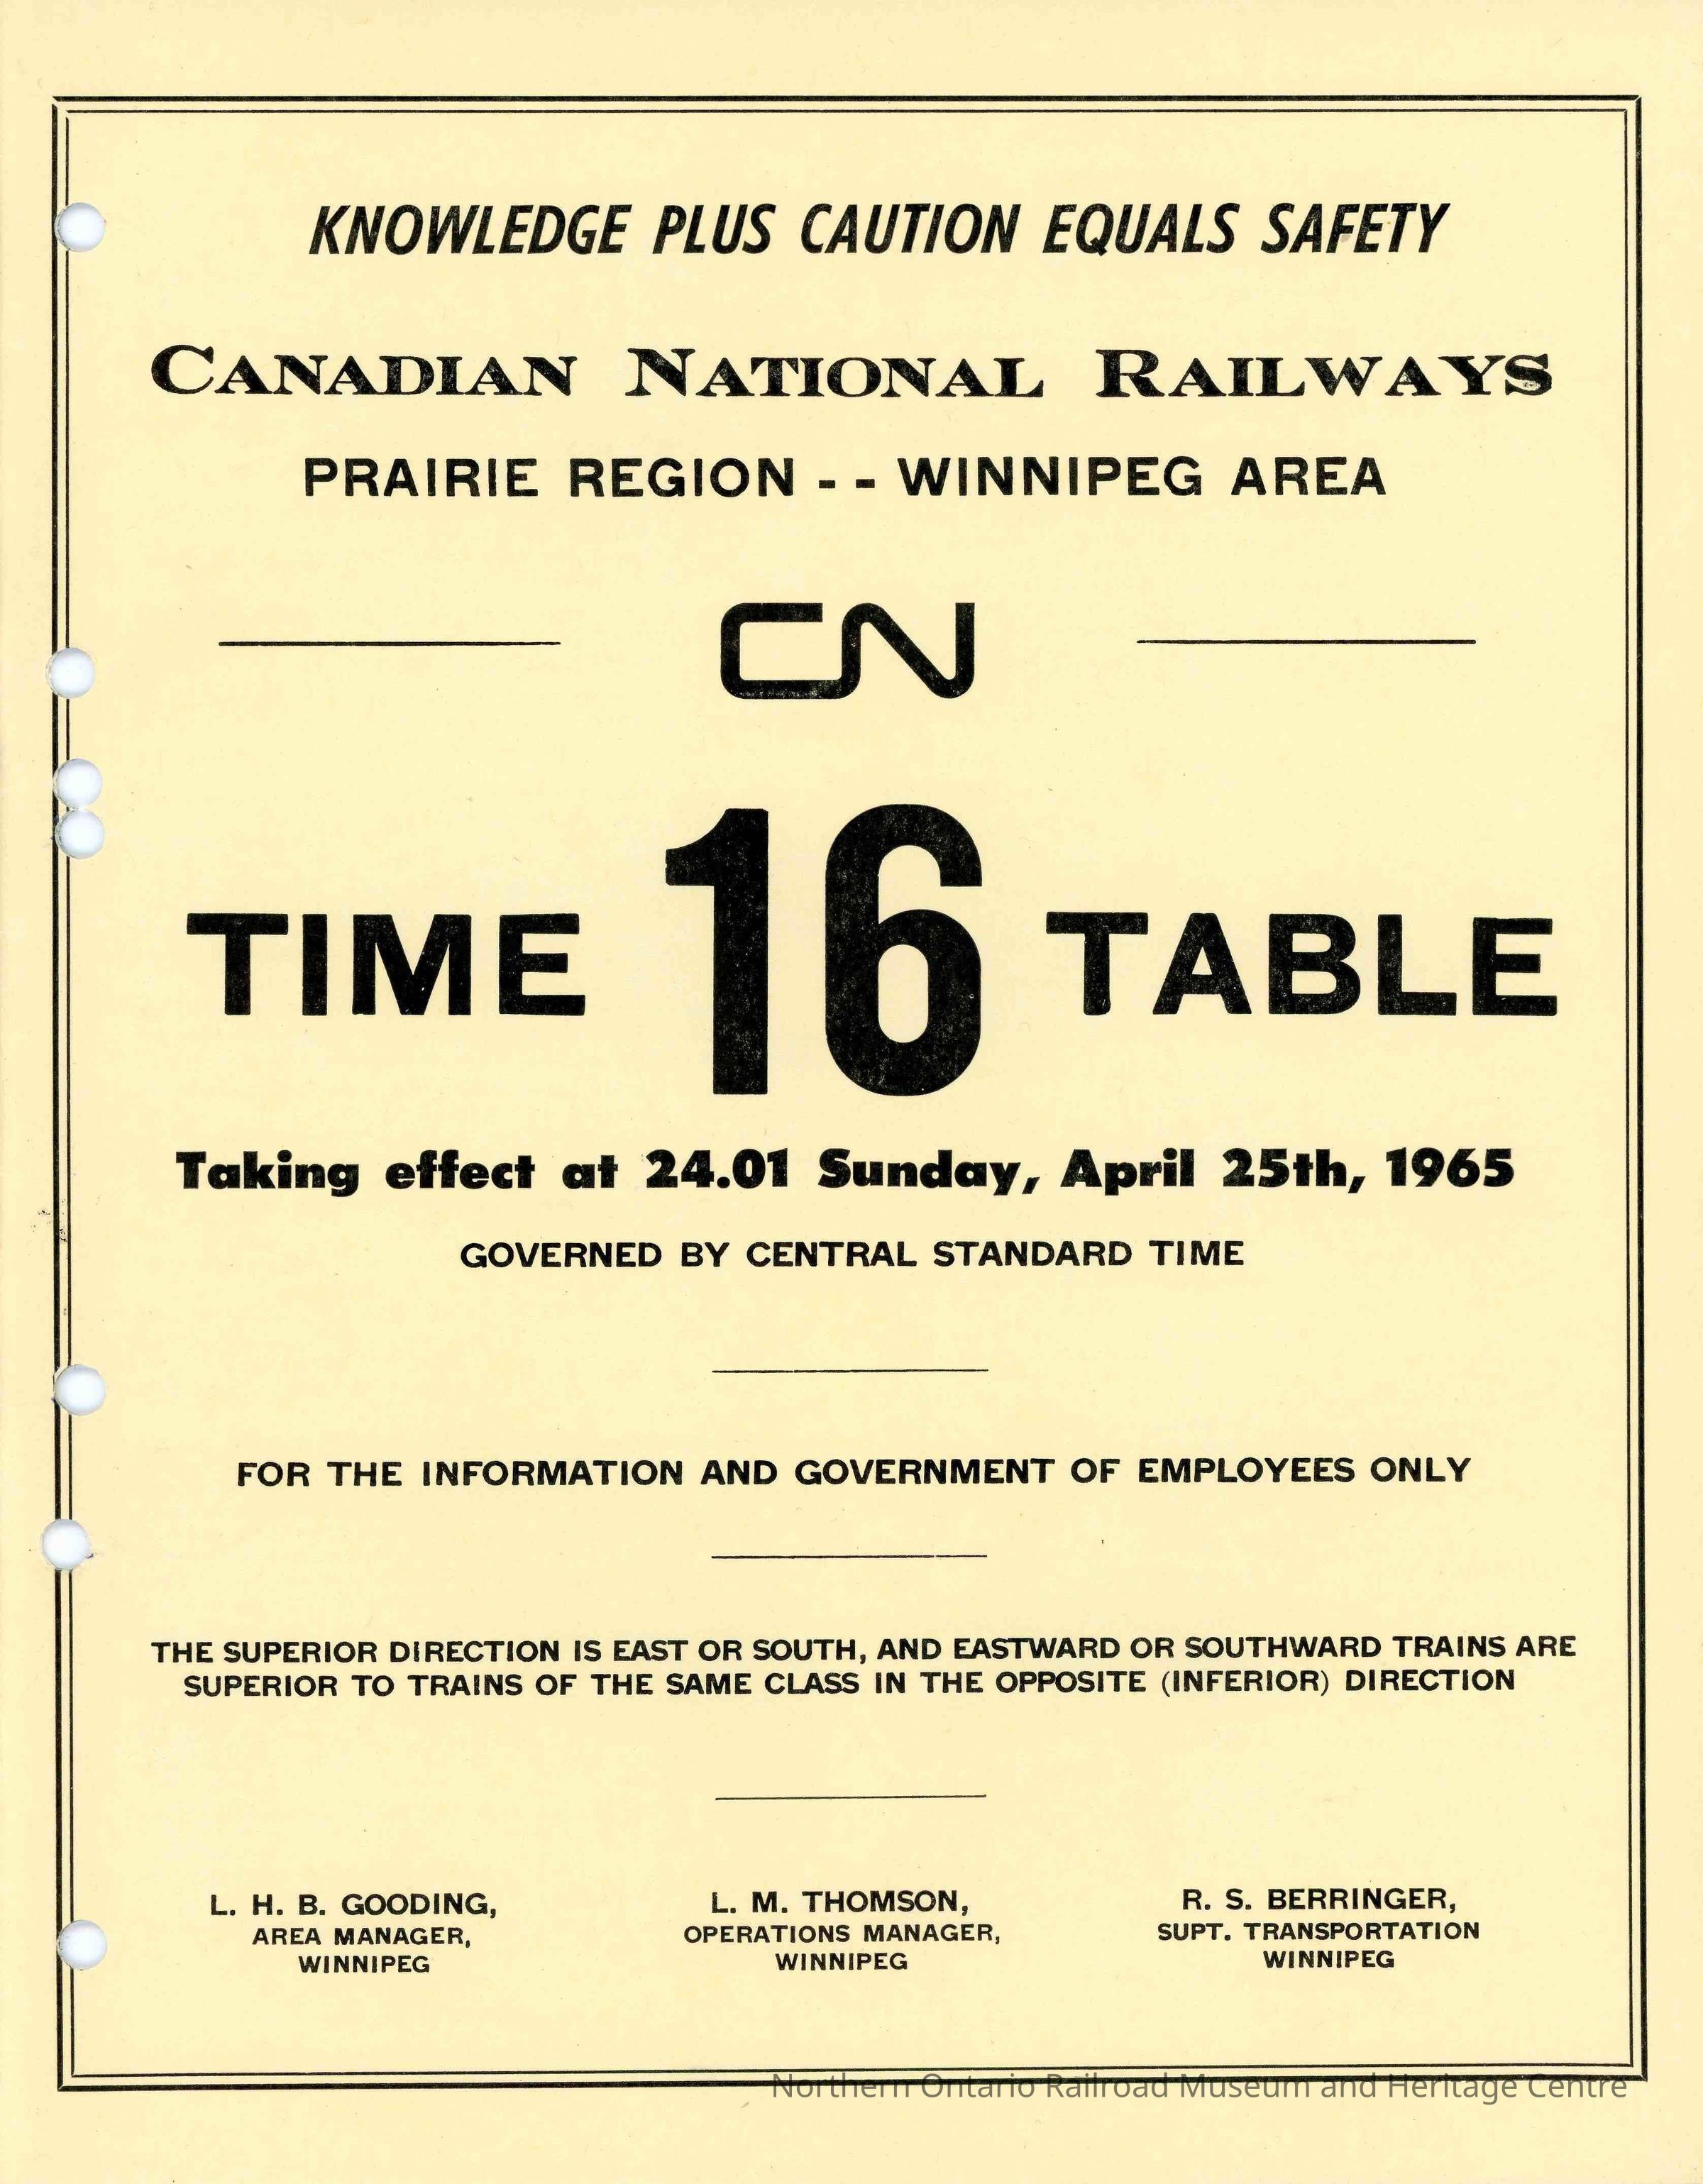 KNOWLEDGE PLUS CAUTION EQUALS SAFETY
CANADIAN NATIONAL RAILWAYS
PRAIRIE REGION - - WINNIPEG AREA
CN
TIME 16 TABLE
Taking effect at 24.01 Sunday, April 25th, 1965
GOVERNED BY CENTRAL STANDARD TIME
FOR THE INFORMATION AND GOVERNMENT OF EMPLOYEES ONLY
THE SUPERIOR DIRECTION IS EAST OR SOUTH, AND EASTWARD OR SOUTHWARD TRAINS ARE
SUPERIOR TO TRAINS OF THE SAME CLASS IN THE OPPOSITE (INFERIOR) DIRECTION
L. H. B. GOODING,
AREA MANAGER,
WINNIPEG
L. M. THOMSON,
OPERATIONS MANAGER,
WINNIPEG
R. S. BERRINGER,
SUPT. TRANSPORTATION
WINNIPEG
Northern Ontario Railroad Museum and Heritage Centre